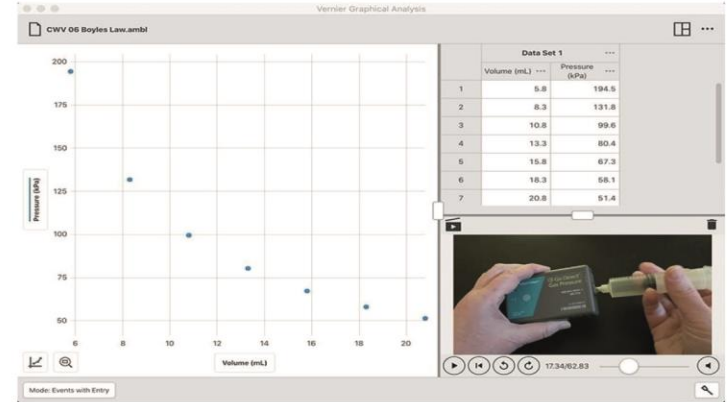 Vernier Graphical Analysis
CWV 06 Boyles Law.ambl
200
175
150
125
100
75
50
Pressure (kPa)
6 8 10 12 14 16 18 20
Volume (mL)
Mode: Events with Entry
Data Set 1
Volume (mL) Pressure (kPa)
1 5.8 194.5
2 8.3 131.8
3 10.8 99.6
4 13.3 80.4
5 15.8 67.3
6 18.3 58.1
7 20.8 51.4
Go Direct
Gas Pressure
17.34/62.83